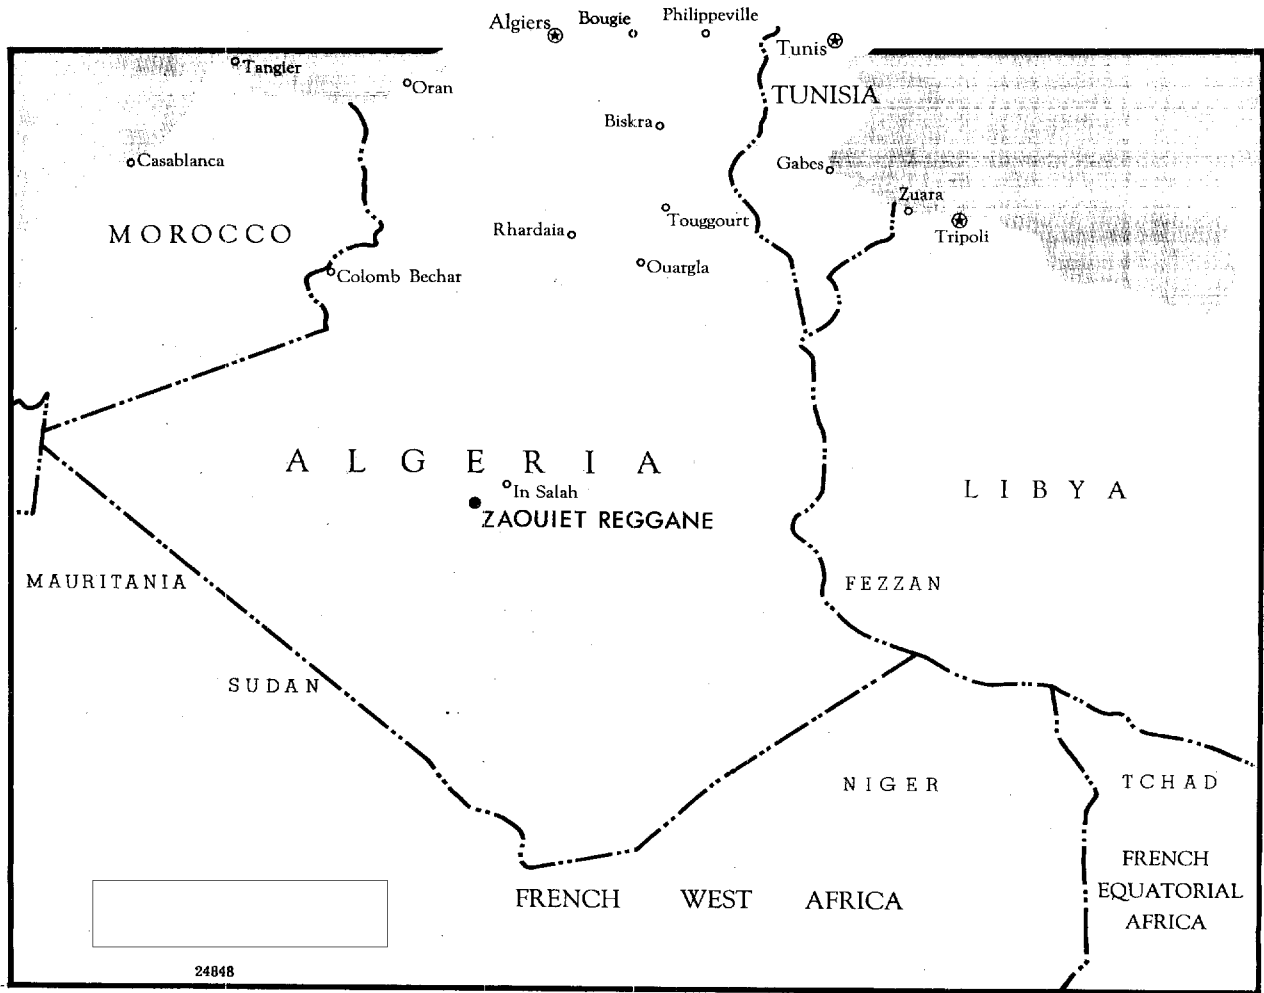 Algiers
Bougie
Philippeville
Tunis
Tangier
Oran
TUNISIA
Biskra
Casablanca
Gabes
Zuara
MOROCCO
Rhardaia
Touggourt
Tripoli
Colomb Bechar
Ouargla
ALGERIA
In Salah
LIBYA
ZAOUIET REGGANE
MAURITANIA
FEZZAN
SUDAN
NIGER
TCHAD
FRENCH WEST AFRICA
FRENCH
EQUATORIAL
AFRICA
24848